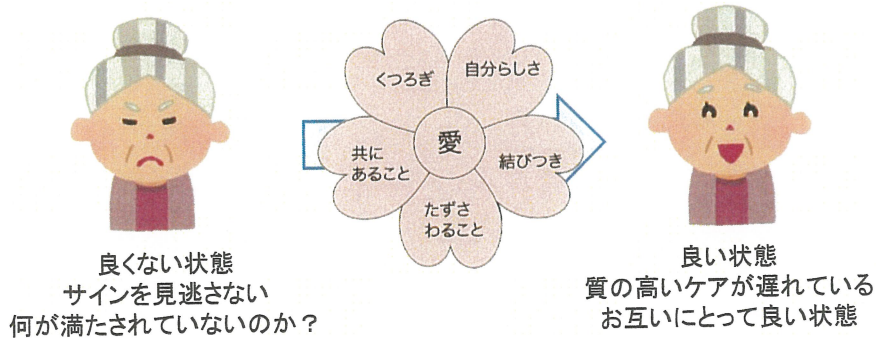 くつろぎ
自分らしさ
愛
共に
あること
結びつき
たずさ
わること
良くない状態
サインを見逃さない
何が満たされていないのか？
良い状態
質の高いケアが遅れている
お互いにとって良い状態